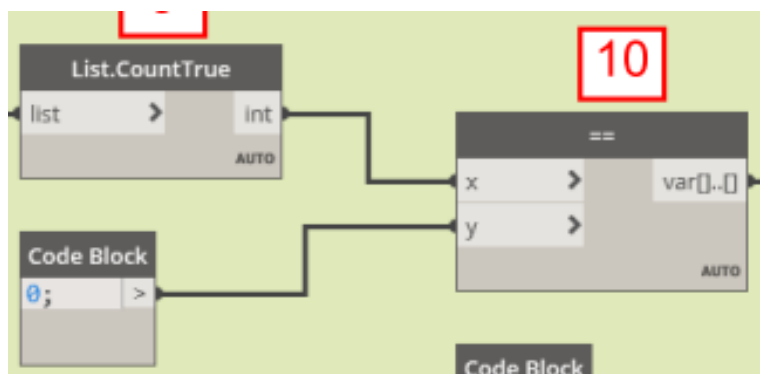 List.CountTrue
list > int
AUTO
10
==
x > var[]..[]
y >
AUTO
Code Block
0; >
Code Block